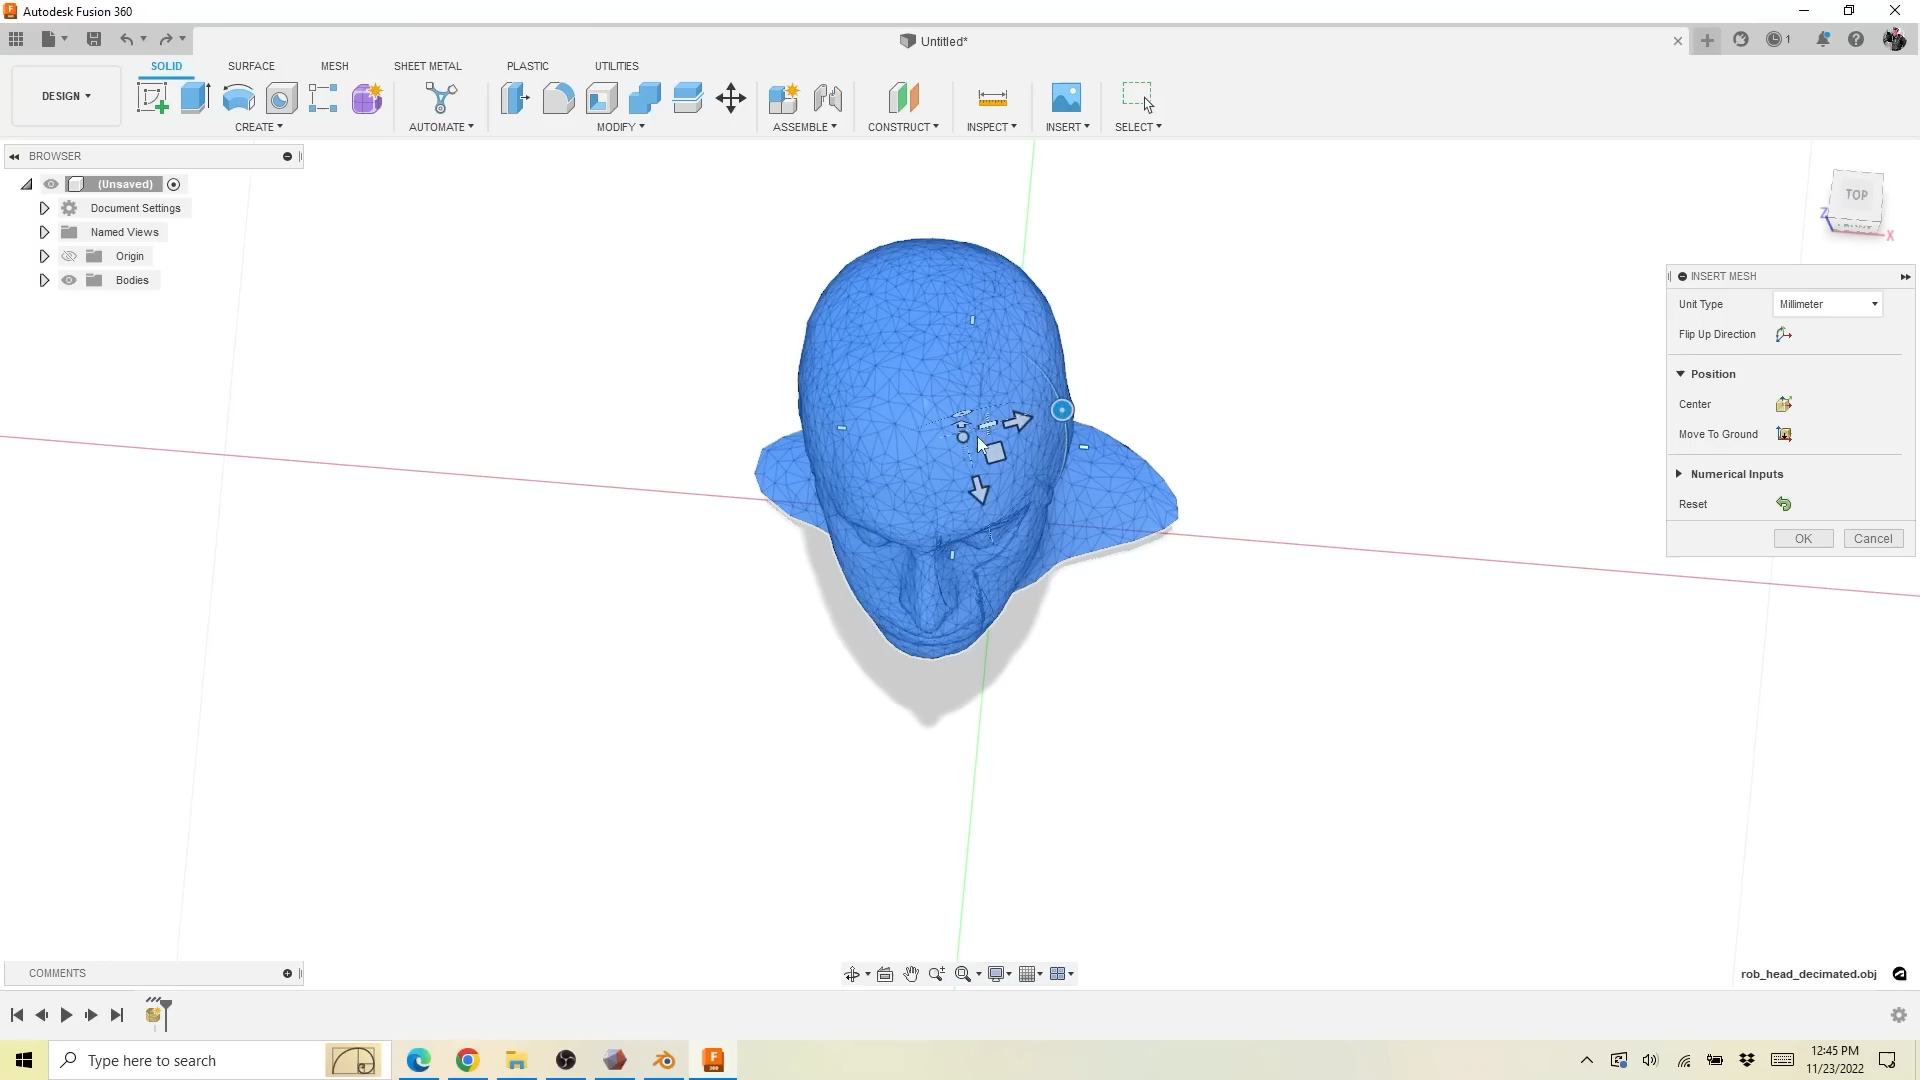 Autodesk Fusion 360
Untitled*
1
DESIGN
SOLID
SURFACE
MESH
SHEET METAL
PLASTIC
UTILITIES
CREATE
AUTOMATE
MODIFY
ASSEMBLE
CONSTRUCT
INSPECT
INSERT
SELECT
BROWSER
(Unsaved)
Document Settings
Named Views
Origin
Bodies
TOP
FRONT
Z
X
INSERT MESH
Unit Type
Millimeter
Flip Up Direction
Position
Center
Move To Ground
Numerical Inputs
Reset
OK
Cancel
COMMENTS
rob_head_decimated.obj
Type here to search
12:45 PM
11/23/2022